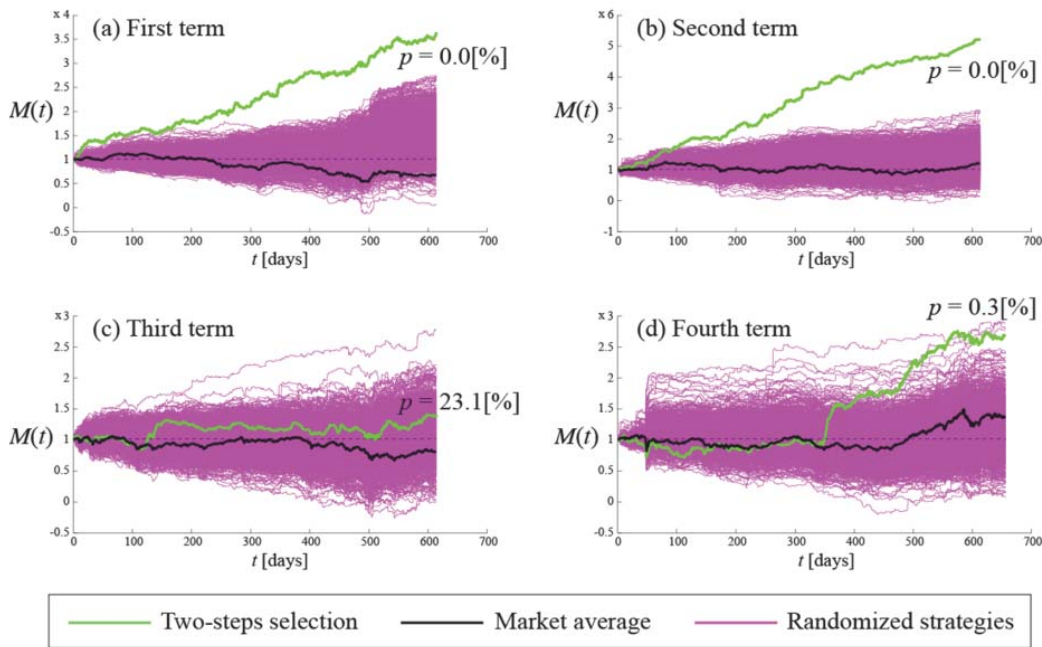 x 4
(a) First term
3.5
p = 0.0[%]
3
2.5
M(t)
2
1.5
1
0.5
0
-0.5
0 100 200 300 400 500 600 700
t [days]
x 6
(b) Second term
5
p = 0.0[%]
4
M(t)
3
2
1
0
-1
0 100 200 300 400 500 600 700
t [days]
x 3
(c) Third term
2.5
2
p = 23.1[%]
1.5
M(t)
1
0.5
0
-0.5
0 100 200 300 400 500 600 700
t [days]
p = 0.3[%]
x 3
(d) Fourth term
2.5
2
1.5
M(t)
1
0.5
0
-0.5
0 100 200 300 400 500 600 700
t [days]
Two-steps selection Market average Randomized strategies